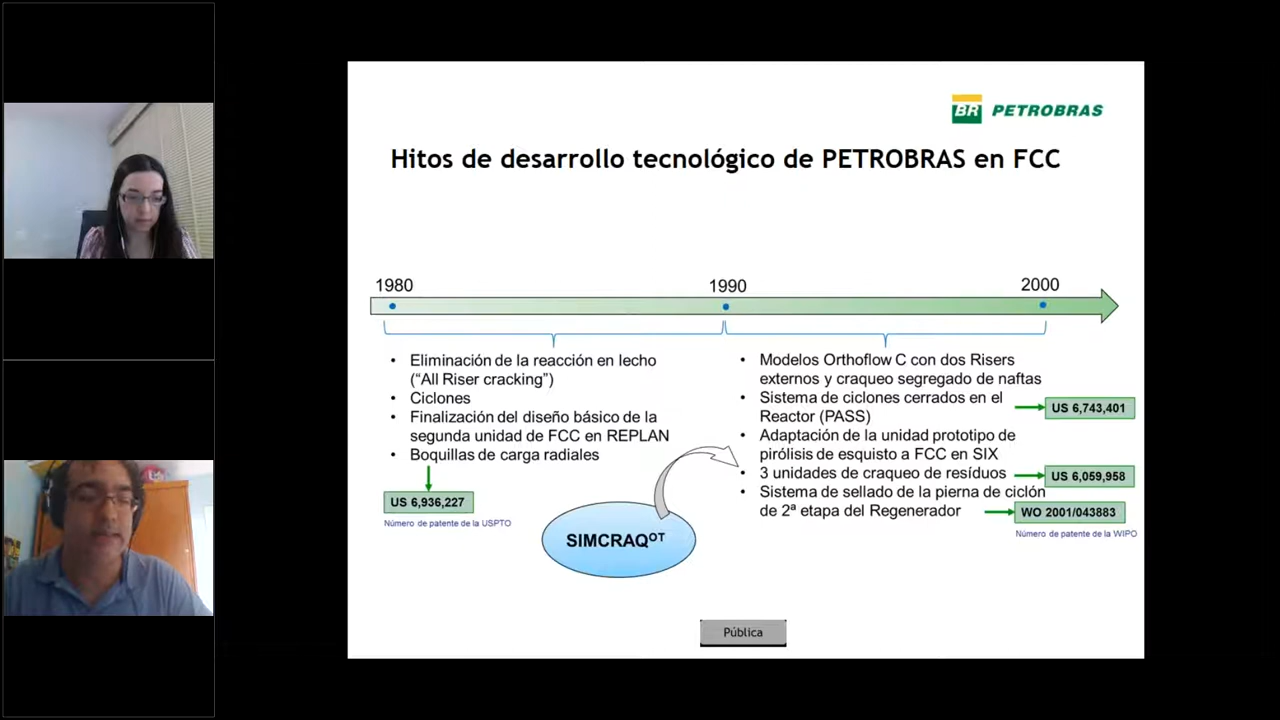 BR PETROBRAS
Hitos de desarrollo tecnológico de PETROBRAS en FCC
1980
1990
2000
• Eliminación de la reacción en lecho
(“All Riser cracking”)
• Ciclones
• Finalización del diseño básico de la
segunda unidad de FCC en REPLAN
• Boquillas de carga radiales
US 6,936,227
Número de patente de la USPTO
SIMCRAQOT
• Modelos Orthoflow C con dos Risers
externos y craqueo segregado de naftas
• Sistema de ciclones cerrados en el
Reactor (PASS)
US 6,743,401
• Adaptación de la unidad prototipo de
pirólisis de esquisto a FCC en SIX
• 3 unidades de craqueo de resíduos
US 6,059,958
• Sistema de sellado de la pierna de ciclón
de 2ª etapa del Regenerador
WO 2001/043883
Número de patente de la WIPO
Pública